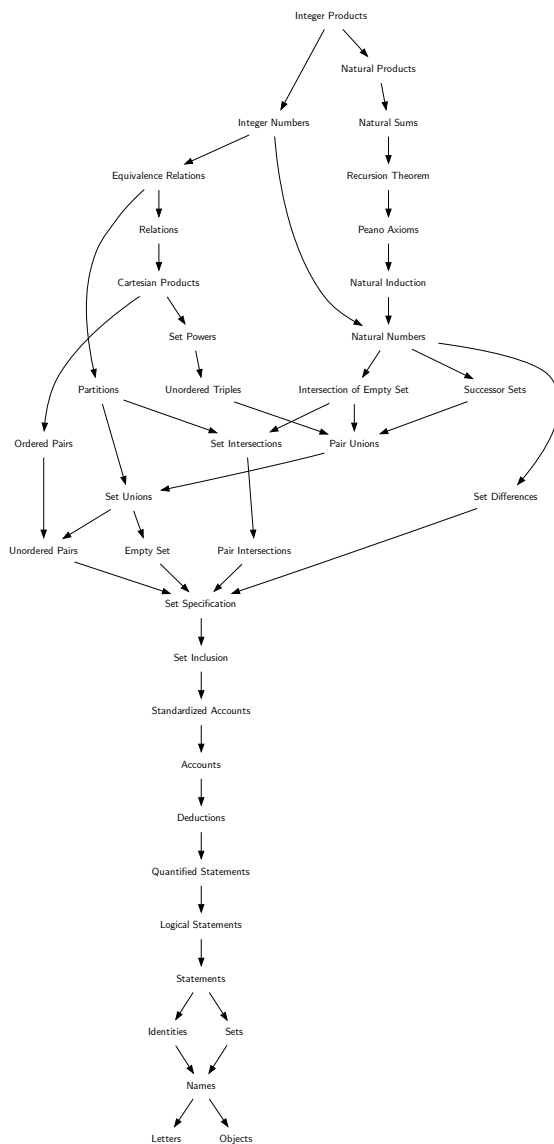 Integer Products
Natural Products
Integer Numbers
Natural Sums
Equivalence Relations
Recursion Theorem
Relations
Peano Axioms
Cartesian Products
Natural Induction
Set Powers
Natural Numbers
Partitions
Unordered Triples
Intersection of Empty Set
Successor Sets
Ordered Pairs
Set Intersections
Pair Unions
Set Unions
Set Differences
Unordered Pairs
Empty Set
Pair Intersections
Set Specification
Set Inclusion
Standardized Accounts
Accounts
Deductions
Quantified Statements
Logical Statements
Statements
Identities
Sets
Names
Letters
Objects